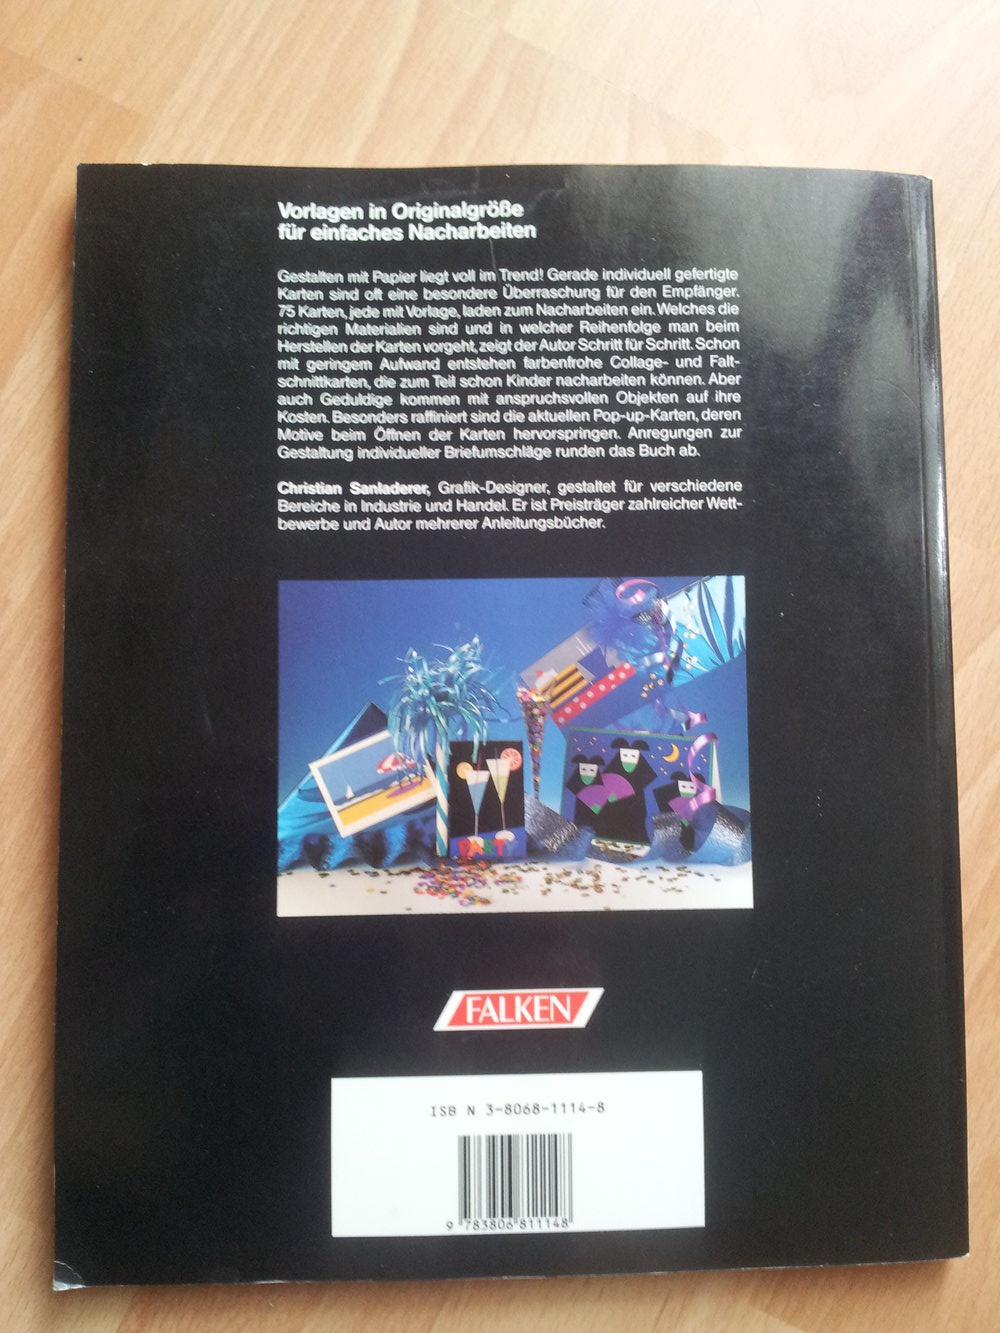 Vorlagen in Originalgröße
für einfaches Nacharbeiten
Gestalten mit Papier liegt voll im Trend! Gerade individuell gefertigte
Karten sind oft eine besondere Überraschung für den Empfänger.
75 Karten, jede mit Vorlage, laden zum Nacharbeiten ein. Welches die
richtigen Materialien sind und in welcher Reihenfolge man beim
Herstellen der Karten vorgeht, zeigt der Autor Schritt für Schritt. Schon
mit geringem Aufwand entstehen farbenfrohe Collage- und Falt-
schnittkarten, die zum Teil schon Kinder nacharbeiten können. Aber
auch Geduldige kommen mit anspruchsvollen Objekten auf ihre
Kosten. Besonders raffiniert sind die aktuellen Pop-up-Karten, deren
Motive beim Öffnen der Karten hervorspringen. Anregungen zur
Gestaltung individueller Briefumschläge runden das Buch ab.
Christian Sanladerer, Grafik-Designer, gestaltet für verschiedene
Bereiche in Industrie und Handel. Er ist Preisträger zahlreicher Wett-
bewerbe und Autor mehrerer Anleitungsbücher.
PARTY
FALKEN
ISB N 3-8068-1114-8
9 783806 811148